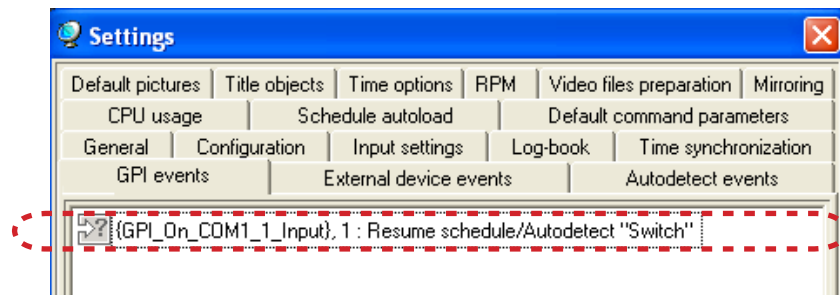 Settings
Default pictures Title objects Time options RPM Video files preparation Mirroring
CPU usage Schedule autoload Default command parameters
General Configuration Input settings Log-book Time synchronization
GPI events External device events Autodetect events
{GPI_On_COM1_1_Input}, 1 : Resume schedule/Autodetect "Switch"